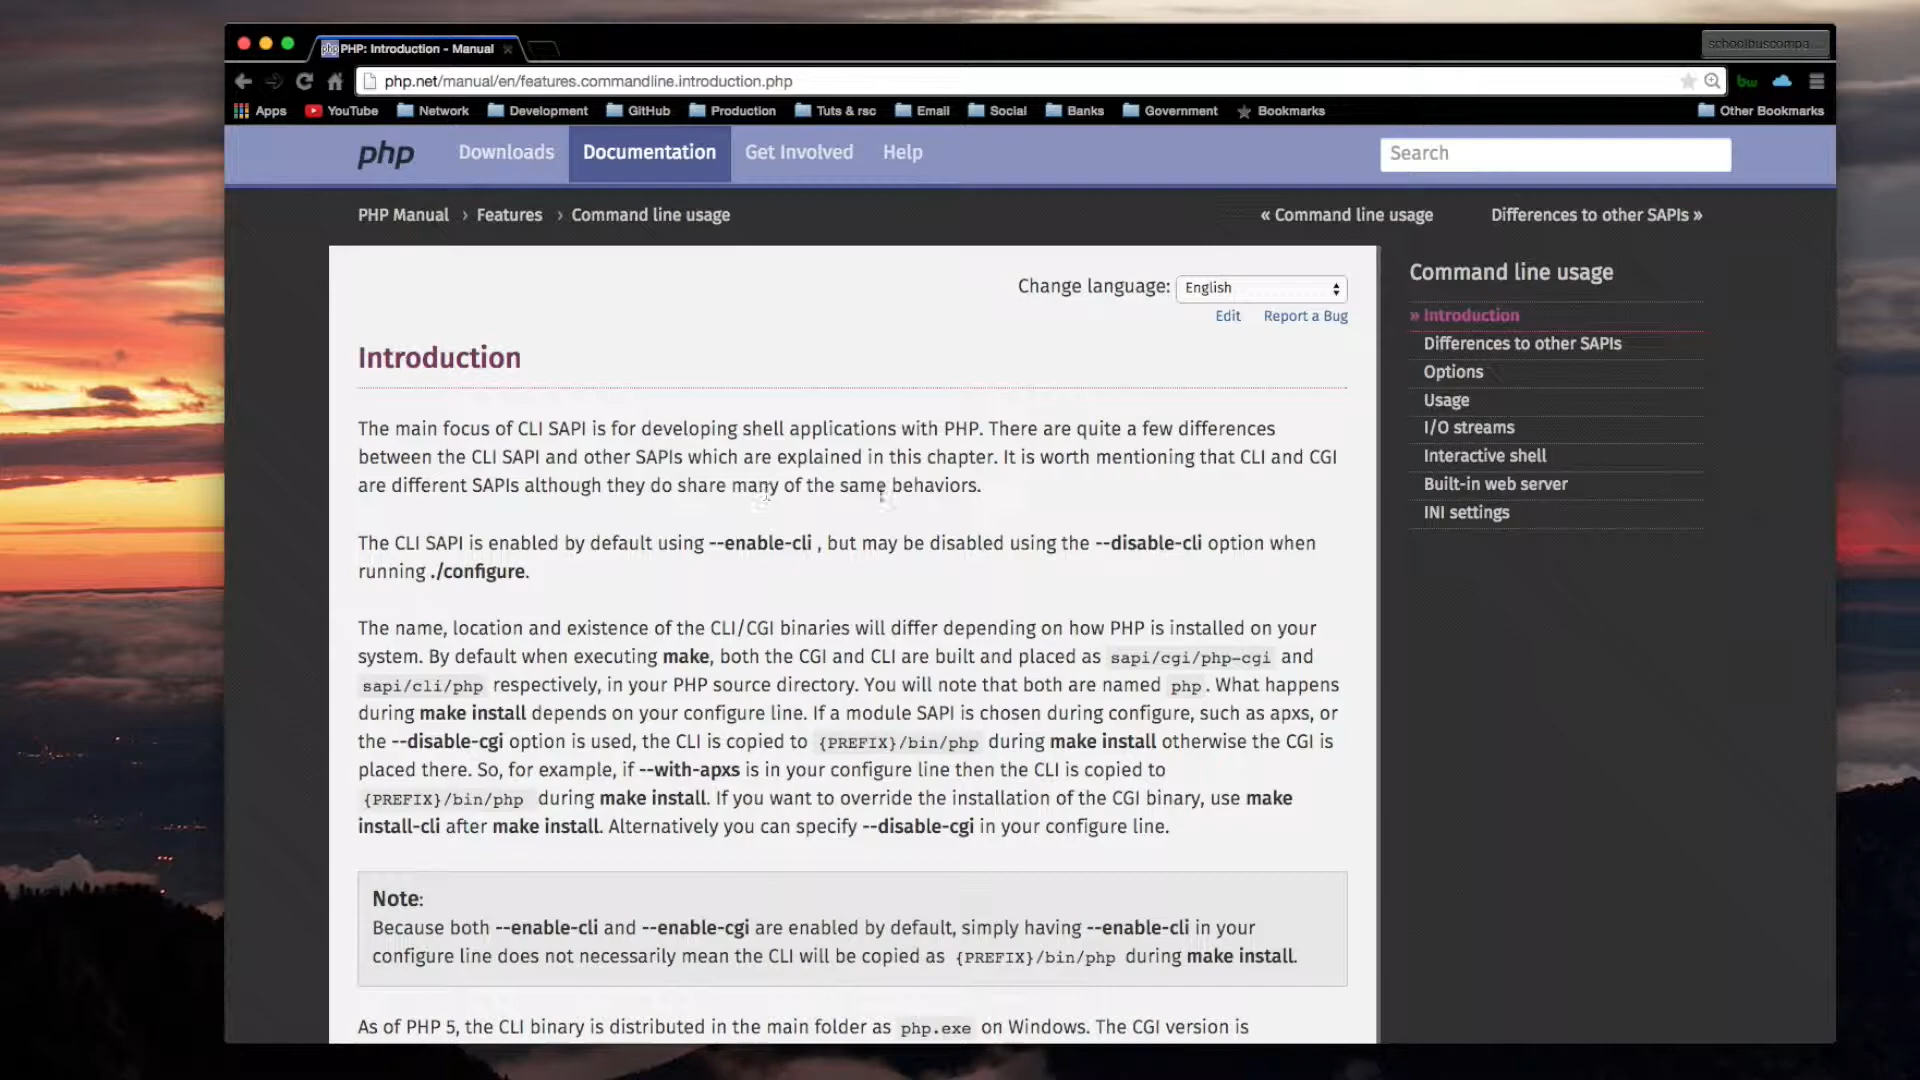 PHP: Introduction - Manual
schoolbuscompa...
php.net/manual/en/features.commandline.introduction.php
bw
Apps YouTube Network Development GitHub Production Tuts & rsc Email Social Banks Government Bookmarks Other Bookmarks
php Downloads Documentation Get Involved Help Search
PHP Manual › Features › Command line usage « Command line usage Differences to other SAPIs »
Change language: English
Edit Report a Bug
Introduction
The main focus of CLI SAPI is for developing shell applications with PHP. There are quite a few differences
between the CLI SAPI and other SAPIs which are explained in this chapter. It is worth mentioning that CLI and CGI
are different SAPIs although they do share many of the same behaviors.
The CLI SAPI is enabled by default using --enable-cli , but may be disabled using the --disable-cli option when
running ./configure.
The name, location and existence of the CLI/CGI binaries will differ depending on how PHP is installed on your
system. By default when executing make, both the CGI and CLI are built and placed as sapi/cgi/php-cgi and
sapi/cli/php respectively, in your PHP source directory. You will note that both are named php. What happens
during make install depends on your configure line. If a module SAPI is chosen during configure, such as apxs, or
the --disable-cgi option is used, the CLI is copied to {PREFIX}/bin/php during make install otherwise the CGI is
placed there. So, for example, if --with-apxs is in your configure line then the CLI is copied to
{PREFIX}/bin/php during make install. If you want to override the installation of the CGI binary, use make
install-cli after make install. Alternatively you can specify --disable-cgi in your configure line.
Note:
Because both --enable-cli and --enable-cgi are enabled by default, simply having --enable-cli in your
configure line does not necessarily mean the CLI will be copied as {PREFIX}/bin/php during make install.
As of PHP 5, the CLI binary is distributed in the main folder as php.exe on Windows. The CGI version is
Command line usage
» Introduction
Differences to other SAPIs
Options
Usage
I/O streams
Interactive shell
Built-in web server
INI settings